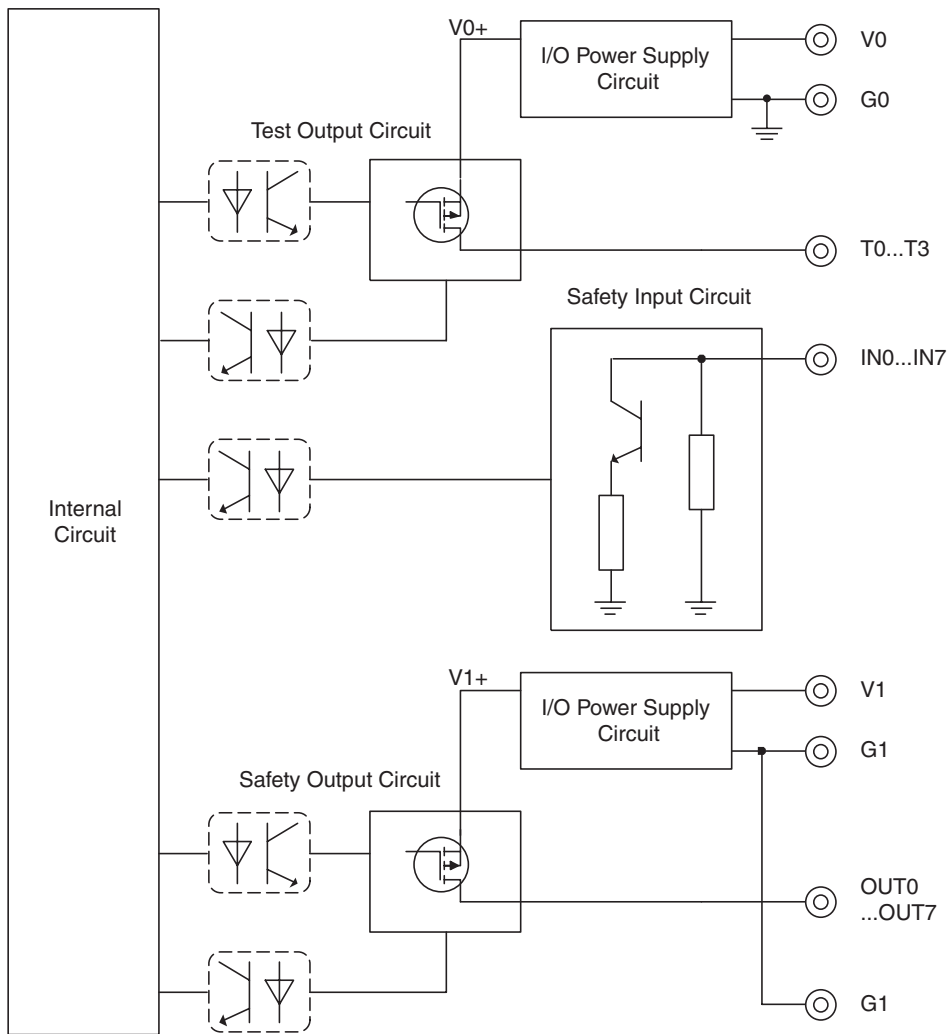 V0+
I/O Power Supply
Circuit
V0
G0
Test Output Circuit
T0...T3
Safety Input Circuit
IN0...IN7
Internal
Circuit
V1+
I/O Power Supply
Circuit
V1
G1
Safety Output Circuit
OUT0
...OUT7
G1